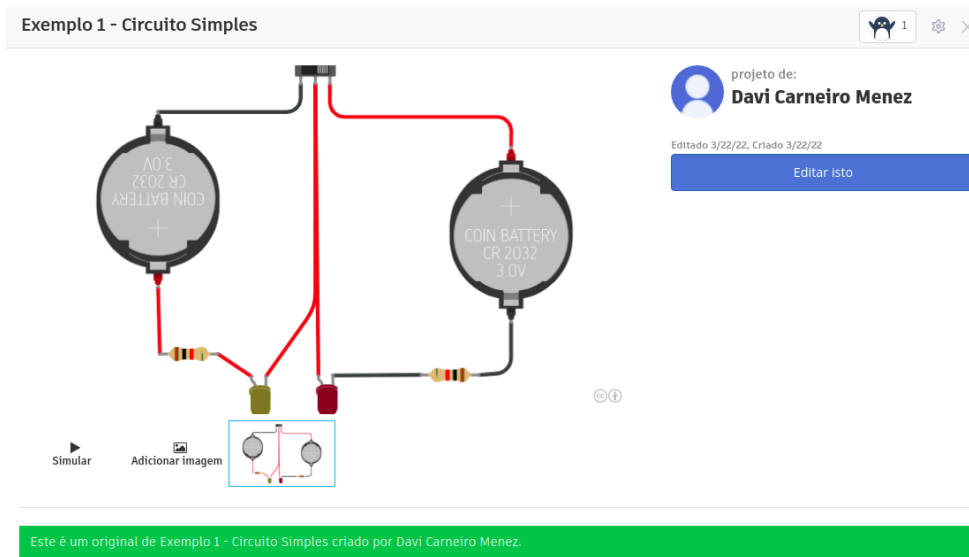 Exemplo 1 - Circuito Simples
1
projeto de:
Davi Carneiro Menez
Editado 3/22/22, Criado 3/22/22
Editar isto
COIN BATTERY
CR 2032
3.0V
COIN BATTERY
CR 2032
3.0V
cc
Simular
Adicionar imagem
Este é um original de Exemplo 1 - Circuito Simples criado por Davi Carneiro Menez.